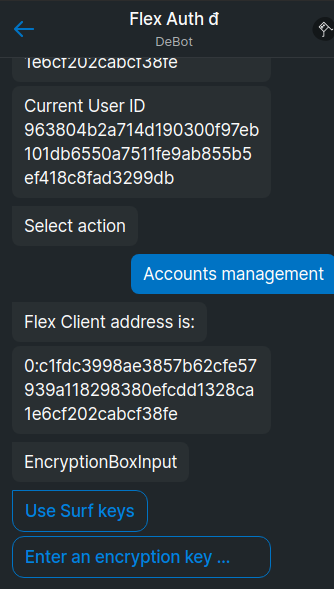 Flex Auth đ
DeBot
1e6cf202cabcf38fe
Current User ID
963804b2a714d190300f97eb
101db6550a7511fe9ab855b5
ef418c8fad3299db
Select action
Accounts management
Flex Client address is:
0:c1fdc3998ae3857b62cfe57
939a118298380efcdd1328ca
1e6cf202cabcf38fe
EncryptionBoxInput
Use Surf keys
Enter an encryption key ...